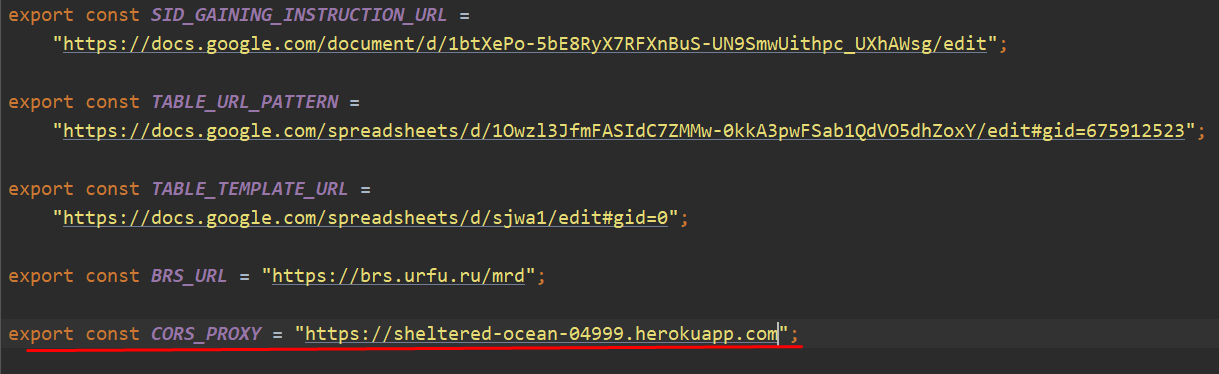 export const SID_GAINING_INSTRUCTION_URL =
"https://docs.google.com/document/d/1btXePo-5bE8RyX7RFXnBuS-UN9SmwUithpc_UXhAWsg/edit";
export const TABLE_URL_PATTERN =
"https://docs.google.com/spreadsheets/d/1Owzl3JfmFASIdC7ZMMw-0kkA3pwFSab1QdVO5dhZoxY/edit#gid=675912523";
export const TABLE_TEMPLATE_URL =
"https://docs.google.com/spreadsheets/d/sjwa1/edit#gid=0";
export const BRS_URL = "https://brs.urfu.ru/mrd";
export const CORS_PROXY = "https://sheltered-ocean-04999.herokuapp.com";